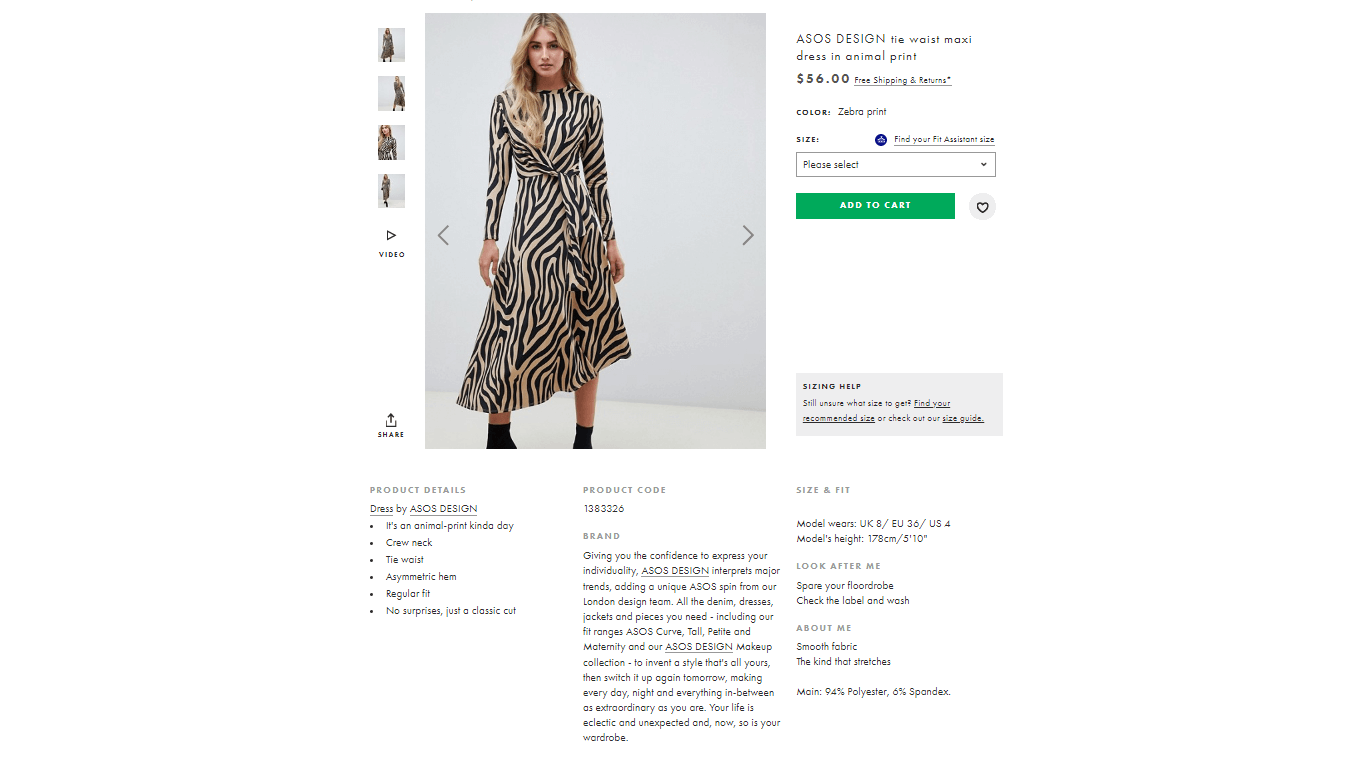 ASOS DESIGN tie waist maxi
dress in animal print
$56.00 Free Shipping & Returns*
COLOR: Zebra print
SIZE: Find your Fit Assistant size
Please select
ADD TO CART
VIDEO
SHARE
SIZING HELP
Still unsure what size to get? Find your
recommended size or check out our size guide.
PRODUCT DETAILS
Dress by ASOS DESIGN
It's an animal-print kinda day
Crew neck
Tie waist
Asymmetric hem
Regular fit
No surprises, just a classic cut
PRODUCT CODE
1383326
BRAND
Giving you the confidence to express your
individuality, ASOS DESIGN interprets major
trends, adding a unique ASOS spin from our
London design team. All the denim, dresses,
jackets and pieces you need - including our
fit ranges ASOS Curve, Tall, Petite and
Maternity and our ASOS DESIGN Makeup
collection - to invent a style that's all yours,
then switch it up again tomorrow, making
every day, night and everything in-between
as extraordinary as you are. Your life is
eclectic and unexpected and, now, so is your
wardrobe.
SIZE & FIT
Model wears: UK 8/ EU 36/ US 4
Model's height: 178cm/5'10"
LOOK AFTER ME
Spare your floordrobe
Check the label and wash
ABOUT ME
Smooth fabric
The kind that stretches
Main: 94% Polyester, 6% Spandex.